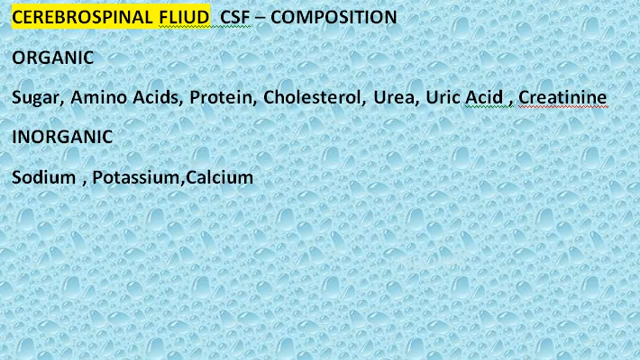 CEREBROSPINAL FLIUD  CSF – COMPOSITION
ORGANIC
Sugar, Amino Acids, Protein, Cholesterol, Urea, Uric Acid , Creatinine
INORGANIC
Sodium , Potassium,Calcium